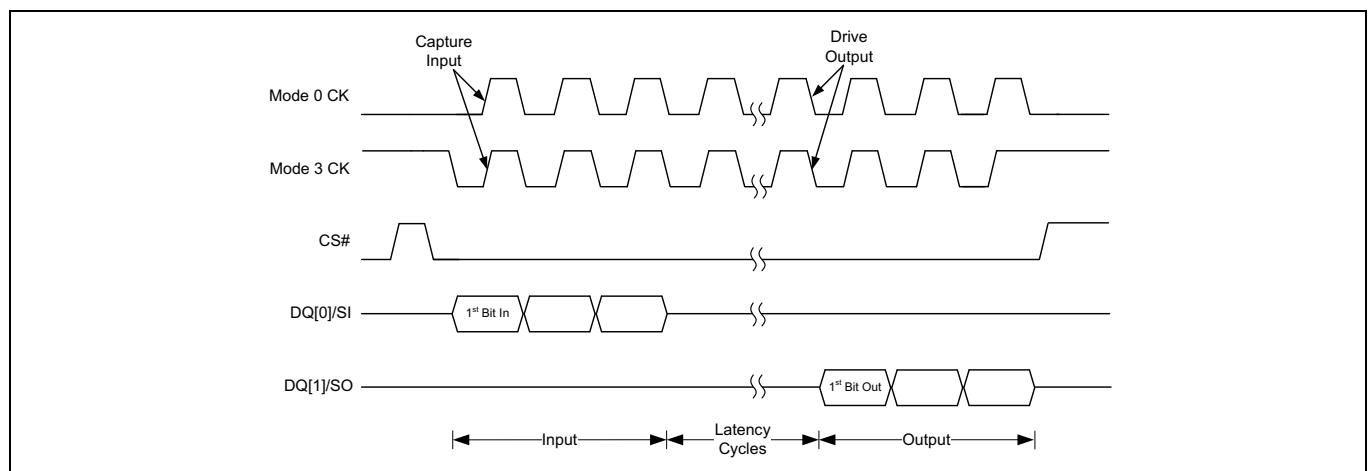 Capture
Input
Drive
Output
Mode 0 CK
Mode 3 CK
CS#
DQ[0]/SI
1st Bit In
DQ[1]/SO
1st Bit Out
Input
Latency
Cycles
Output